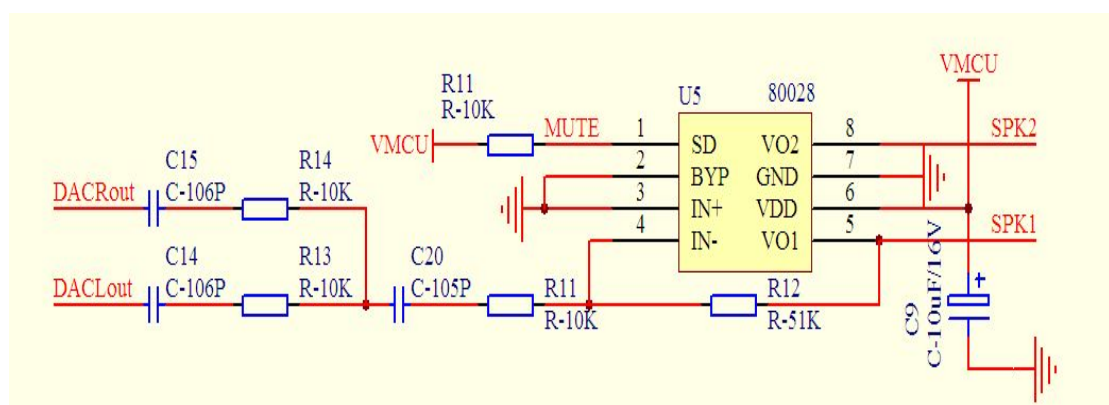 VMCU
R11
R-10K
U5
80028
VMCU
MUTE
1
SD
VO2
8
SPK2
2
BYP
GND
7
3
IN+
VDD
6
4
IN-
VO1
5
SPK1
C15
C-106P
R14
R-10K
DACRout
C14
C-106P
R13
R-10K
DACLout
C20
C-105P
R11
R-10K
R12
R-51K
C9
C-10uF/16V
+